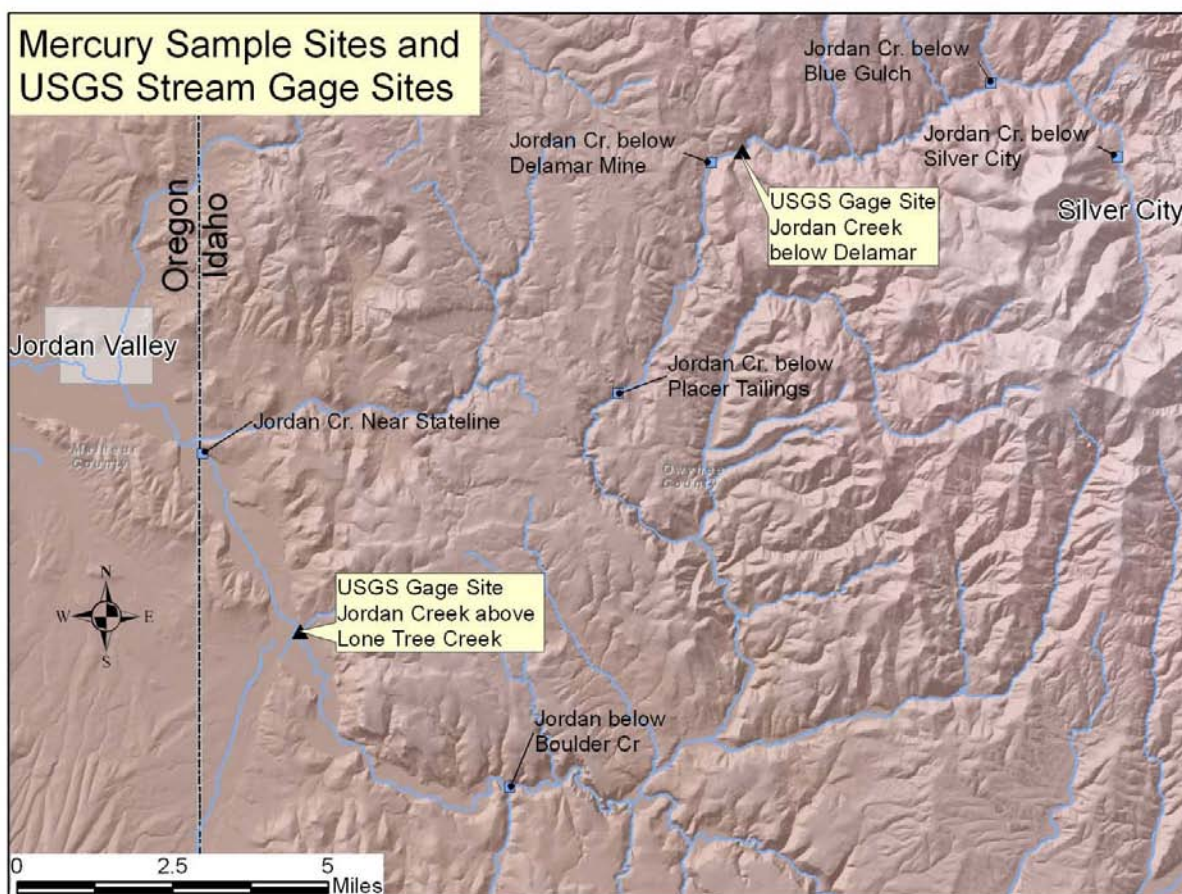 Mercury Sample Sites and
USGS Stream Gage Sites
Jordan Cr. below
Blue Gulch
Jordan Cr. below
Delamar Mine
Jordan Cr. below
Silver City
Silver City
USGS Gage Site
Jordan Creek
below Delamar
Oregon
Idaho
Jordan Valley
Jordan Cr. below
Placer Tailings
Jordan Cr. Near Stateline
Malheur
County
Owyhee
County
N
W
E
S
USGS Gage Site
Jordan Creek above
Lone Tree Creek
Jordan below
Boulder Cr
0
2.5
5
Miles